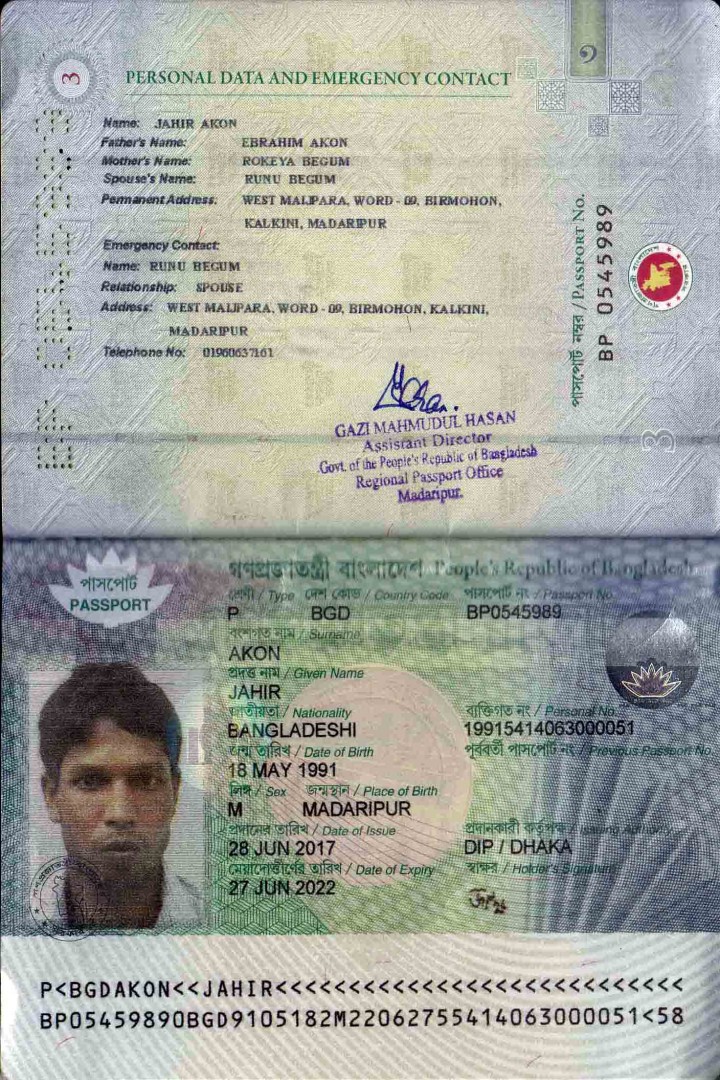 3
PERSONAL DATA AND EMERGENCY CONTACT
Name: JAHIR AKON
Father's Name: EBRAHIM AKON
Mother's Name: ROKEYA BEGUM
Spouse's Name: RUNU BEGUM
Permanent Address: WEST MALIPARA, WORD - 09, BIRMOHON,
KALKINI, MADARIPUR
Emergency Contact:
Name: RUNU BEGUM
Relationship: SPOUSE
Address: WEST MALIPARA, WORD - 09, BIRMOHON, KALKINI,
MADARIPUR
Telephone No: 01960637161
GAZI MAHMUDUL HASAN
Assistant Director
Govt. of the People's Republic of Bangladesh
Regional Passport Office
Madaripur.
পাসপোর্ট নম্বর / PASSPORT No.
BP 0545989
3
পাসপোর্ট
PASSPORT
গণপ্রজাতন্ত্রী বাংলাদেশ People's Republic of Bangladesh
শ্রেণী / Type দেশ কোড / Country Code পাসপোর্ট নং / Passport No.
P BGD BP0545989
বংশগত নাম / Surname
AKON
প্রদত্ত নাম / Given Name
JAHIR
জাতীয়তা / Nationality ব্যক্তিগত নং / Personal No.
BANGLADESHI 19915414063000051
জন্ম তারিখ / Date of Birth পূর্ববর্তী পাসপোর্ট নং / Previous Passport No.
18 MAY 1991
লিঙ্গ / Sex জন্মস্থান / Place of Birth
M MADARIPUR
প্রদানের তারিখ / Date of Issue প্রদানকারী কর্তৃপক্ষ / Issuing Authority
28 JUN 2017 DIP / DHAKA
মেয়াদোত্তীর্ণের তারিখ / Date of Expiry স্বাক্ষর / Holder's Signature
27 JUN 2022
P<BGDAKON<<JAHIR<<<<<<<<<<<<<<<<<<<<<<<<<<<<
BP05459890BGD9105182M220627554140630000​51<58